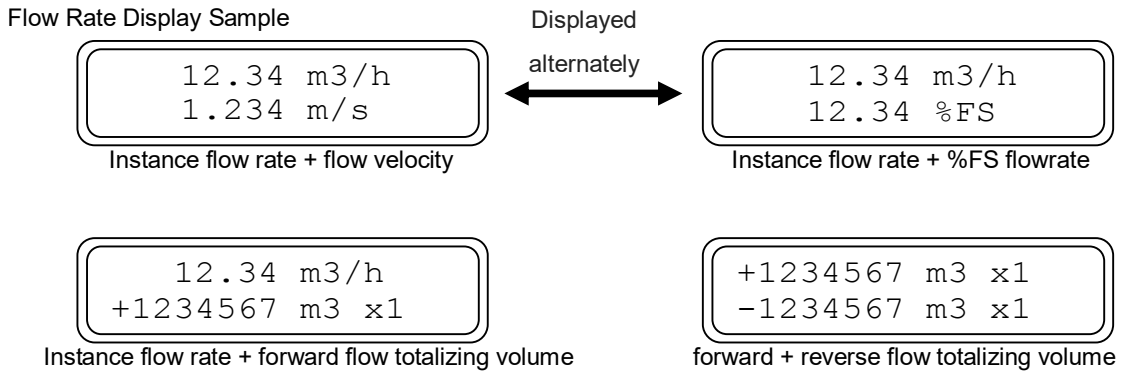 Flow Rate Display Sample
Displayed
alternately
12.34 m3/h
1.234 m/s
Instance flow rate + flow velocity
12.34 m3/h
12.34 %FS
Instance flow rate + %FS flowrate
12.34 m3/h
+1234567 m3 x1
Instance flow rate + forward flow totalizing volume
+1234567 m3 x1
-1234567 m3 x1
forward + reverse flow totalizing volume